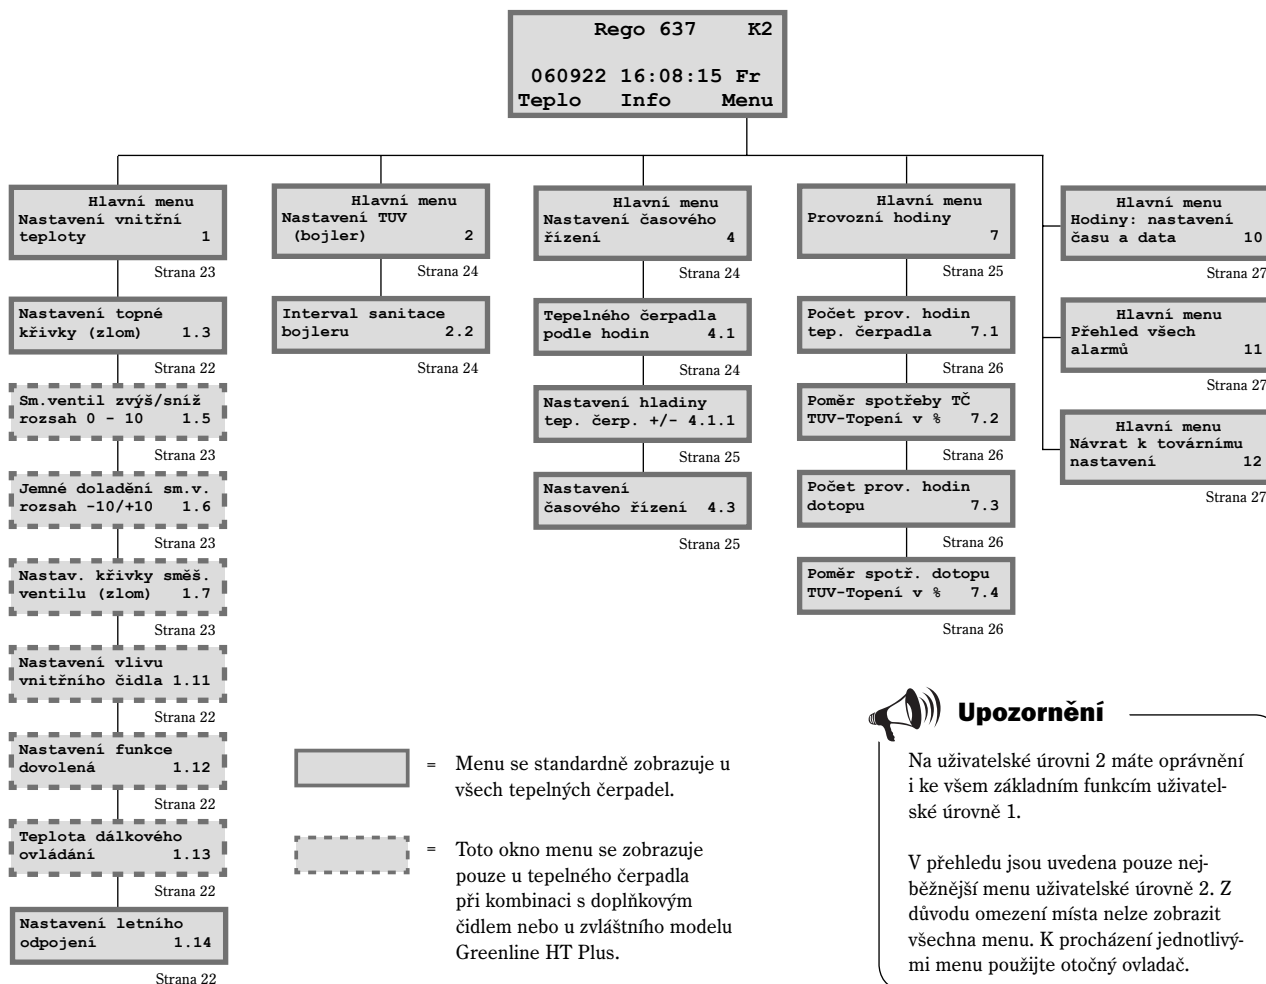 Rego 637 K2
060922 16:08:15 Fr
Teplo Info Menu
Hlavní menu
Nastavení vnitřní
teploty 1
Strana 23
Nastavení topné
křivky (zlom) 1.3
Strana 22
Sm.ventil zvýš/sníž
rozsah 0 - 10 1.5
Strana 23
Jemné doladění sm.v.
rozsah -10/+10 1.6
Strana 23
Nastav. křivky směš.
ventilu (zlom) 1.7
Strana 23
Nastavení vlivu
vnitřního čidla 1.11
Strana 22
Nastavení funkce
dovolená 1.12
Strana 22
Teplota dálkového
ovládání 1.13
Strana 22
Nastavení letního
odpojení 1.14
Strana 22
Hlavní menu
Nastavení TUV
(bojler) 2
Strana 24
Interval sanitace
bojleru 2.2
Strana 24
Hlavní menu
Nastavení časového
řízení 4
Strana 24
Tepelného čerpadla
podle hodin 4.1
Strana 24
Nastavení hladiny
tep. čerp. +/- 4.1.1
Strana 25
Nastavení
časového řízení 4.3
Strana 25
Hlavní menu
Provozní hodiny
7
Strana 25
Počet prov. hodin
tep. čerpadla 7.1
Strana 26
Poměr spotřeby TČ
TUV-Topení v % 7.2
Strana 26
Počet prov. hodin
dotopu 7.3
Strana 26
Poměr spotř. dotopu
TUV-Topení v % 7.4
Strana 26
Hlavní menu
Hodiny: nastavení
času a data 10
Strana 27
Hlavní menu
Přehled všech
alarmů 11
Strana 27
Hlavní menu
Návrat k továrnímu
nastavení 12
Strana 27
= Menu se standardně zobrazuje u
všech tepelných čerpadel.
= Toto okno menu se zobrazuje
pouze u tepelného čerpadla
při kombinaci s doplňkovým
čidlem nebo u zvláštního modelu
Greenline HT Plus.
Upozornění
Na uživatelské úrovni 2 máte oprávnění
i ke všem základním funkcím uživatel-
ské úrovně 1.
V přehledu jsou uvedena pouze nej-
běžnější menu uživatelské úrovně 2. Z
důvodu omezení místa nelze zobrazit
všechna menu. K procházení jednotlivý-
mi menu použijte otočný ovladač.